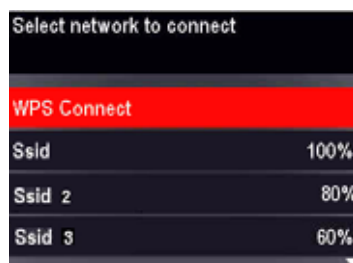 Select network to connect
WPS Connect
Ssid 100%
Ssid 2 80%
Ssid 3 60%